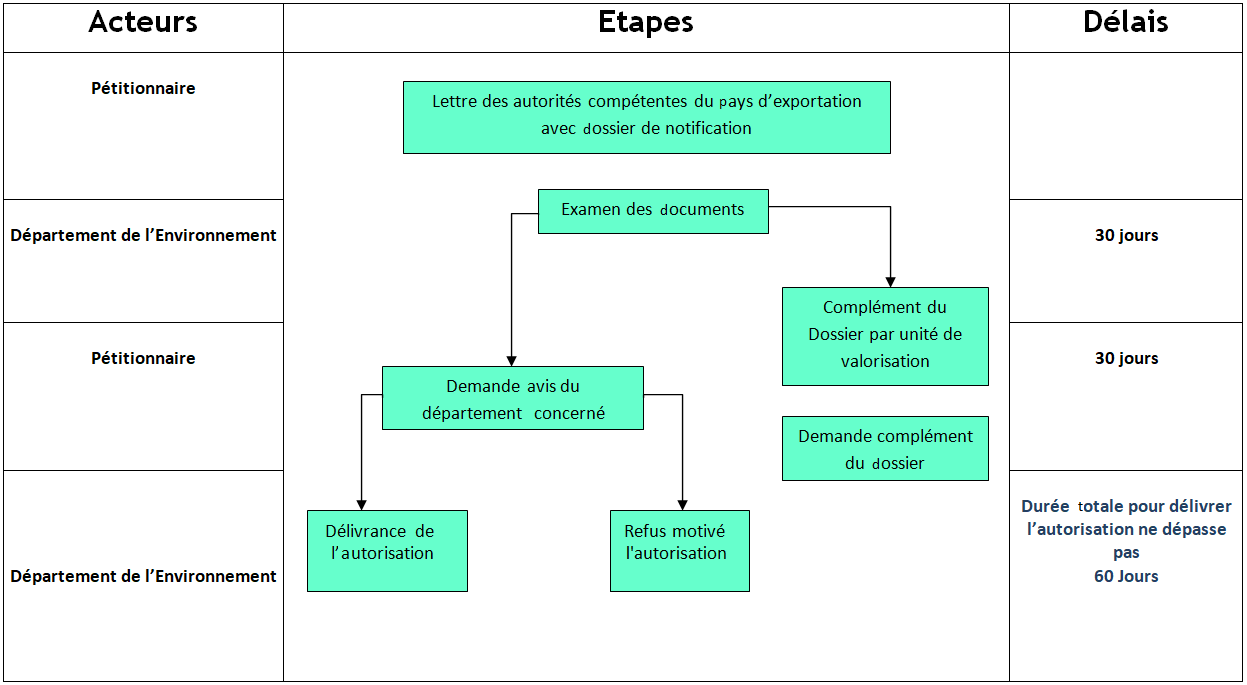 Acteurs
Etapes
Délais
Pétitionnaire
Lettre des autorités compétentes du pays d’exportation
avec dossier de notification
Examen des documents
Département de l’Environnement
30 jours
Complément du
Dossier par unité de
valorisation
Pétitionnaire
30 jours
Demande avis du
département concerné
Demande complément
du dossier
Durée totale pour délivrer
l’autorisation ne dépasse
pas
60 Jours
Délivrance de
l’autorisation
Refus motivé
l'autorisation
Département de l’Environnement